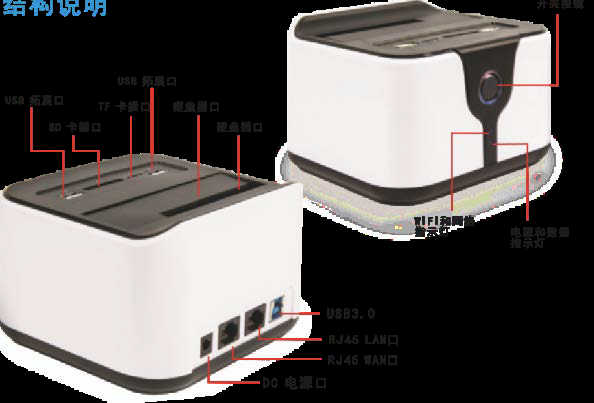 结构说明
开关按键
USB 拓展口
USB 拓展口
TF 卡插口
硬盘插口
SD 卡插口
硬盘插口
WIFI和网络
指示灯
电源和数据
指示灯
USB3.0
RJ45 LAN口
RJ45 WAN口
DC 电源口